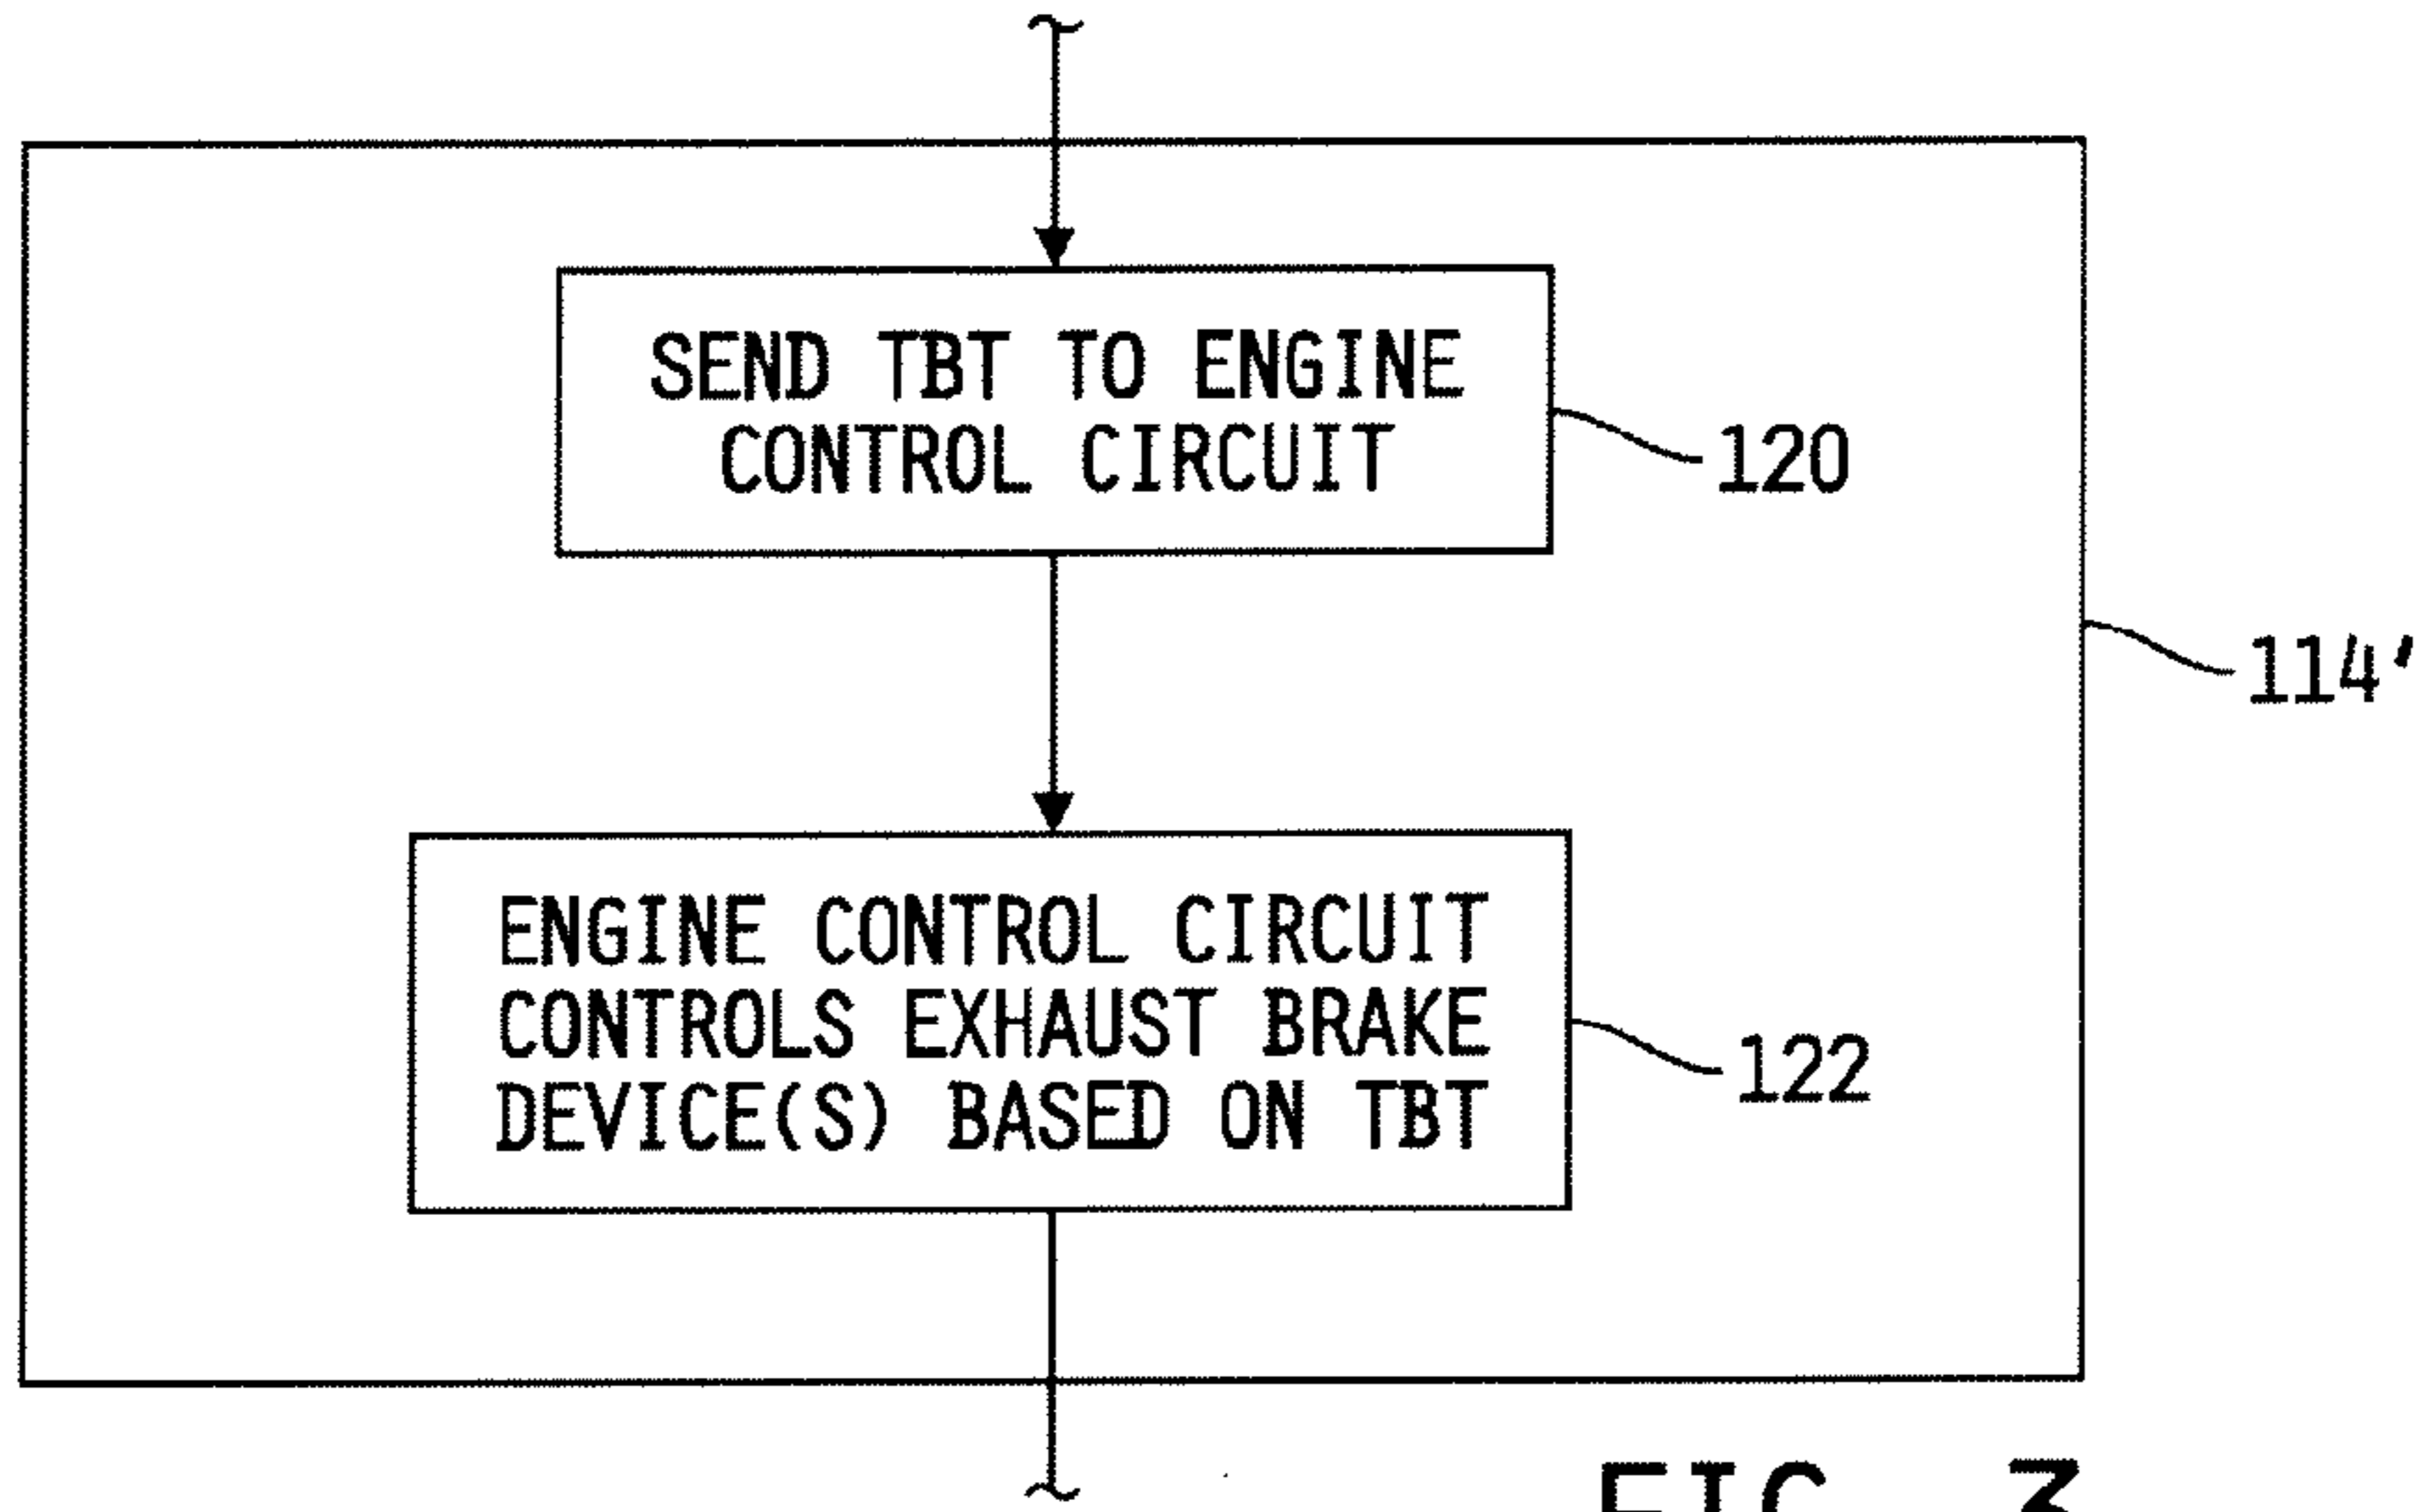 SEND TBT TO ENGINE
CONTROL CIRCUIT
120
114'
ENGINE CONTROL CIRCUIT
CONTROLS EXHAUST BRAKE
DEVICE(S) BASED ON TBT
122